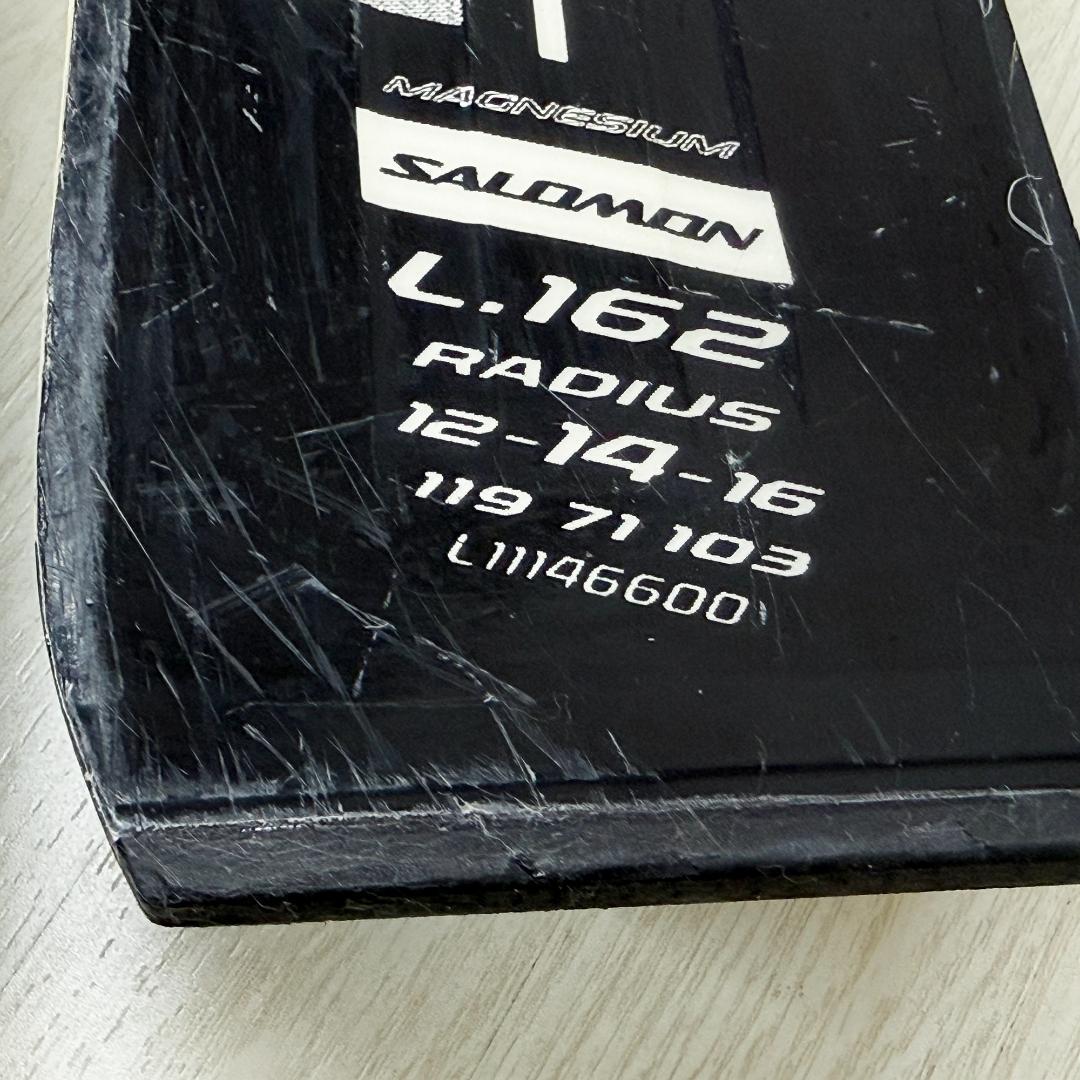 MAGNESIUM
SALOMON
L.162
RADIUS
12-14-16
119 71 103
L11146600